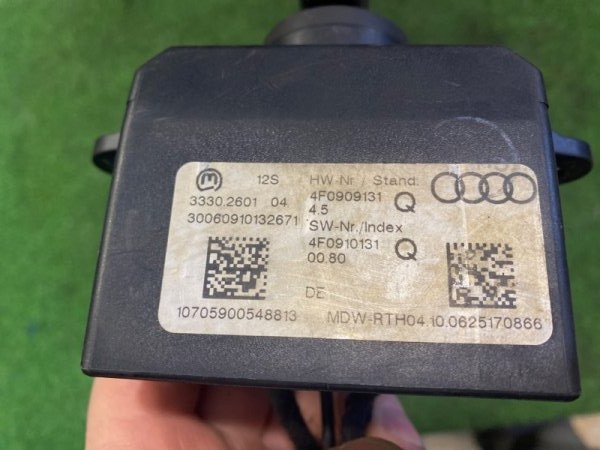 12S HW-Nr / Stand:
3330.2601 04 4F0909131 Q
30060910132671 4.5
SW-Nr./Index
4F0910131 Q
00.80
DE
10705900548813 MDW-RTH04 10.0625170866